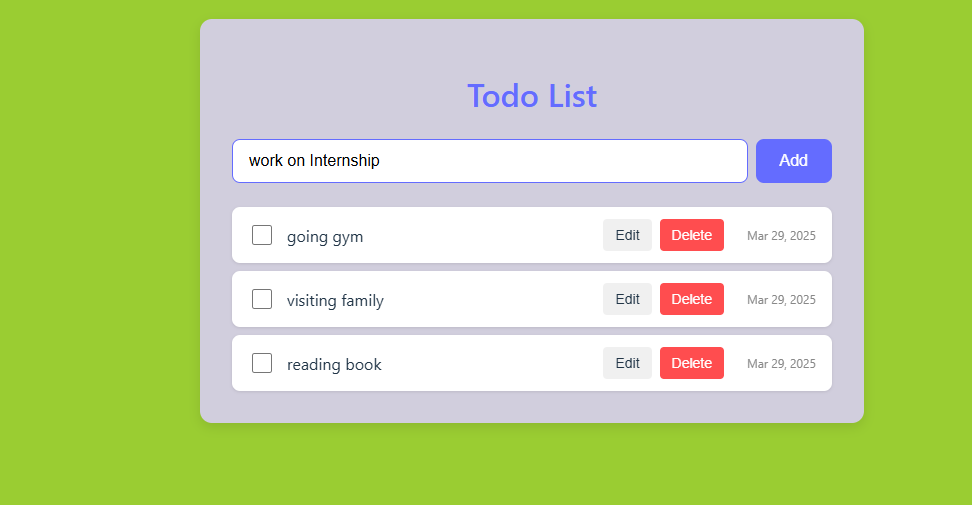 Todo List
work on Internship Add
going gym Edit Delete Mar 29, 2025
visiting family Edit Delete Mar 29, 2025
reading book Edit Delete Mar 29, 2025